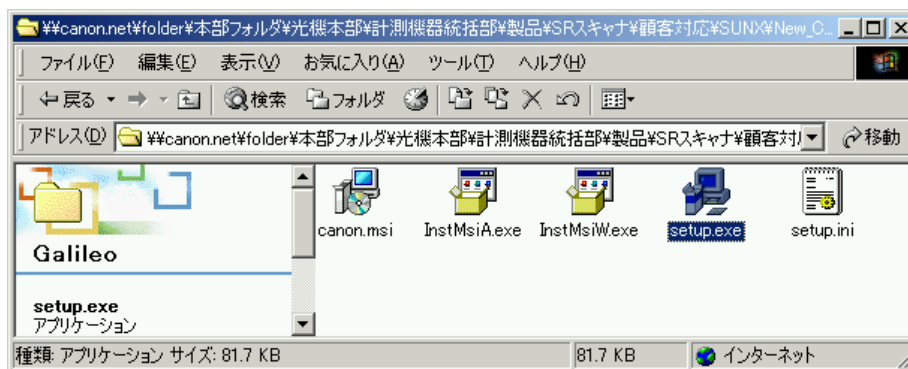 ¥¥canon.net¥folder¥本部フォルダ¥光機本部¥計測機器統括部¥製品¥SRスキャナ¥顧客対応¥SUNX¥New_C...
ファイル(F) 編集(E) 表示(V) お気に入り(A) ツール(T) ヘルプ(H)
戻る 検索 フォルダ
アドレス(D) ¥¥canon.net¥folder¥本部フォルダ¥光機本部¥計測機器統括部¥製品¥SRスキャナ¥顧客対 移動
canon.msi InstMsiA.exe InstMsiW.exe setup.exe setup.ini
Galileo
setup.exe
アプリケーション
種類: アプリケーション サイズ: 81.7 KB 81.7 KB インターネット